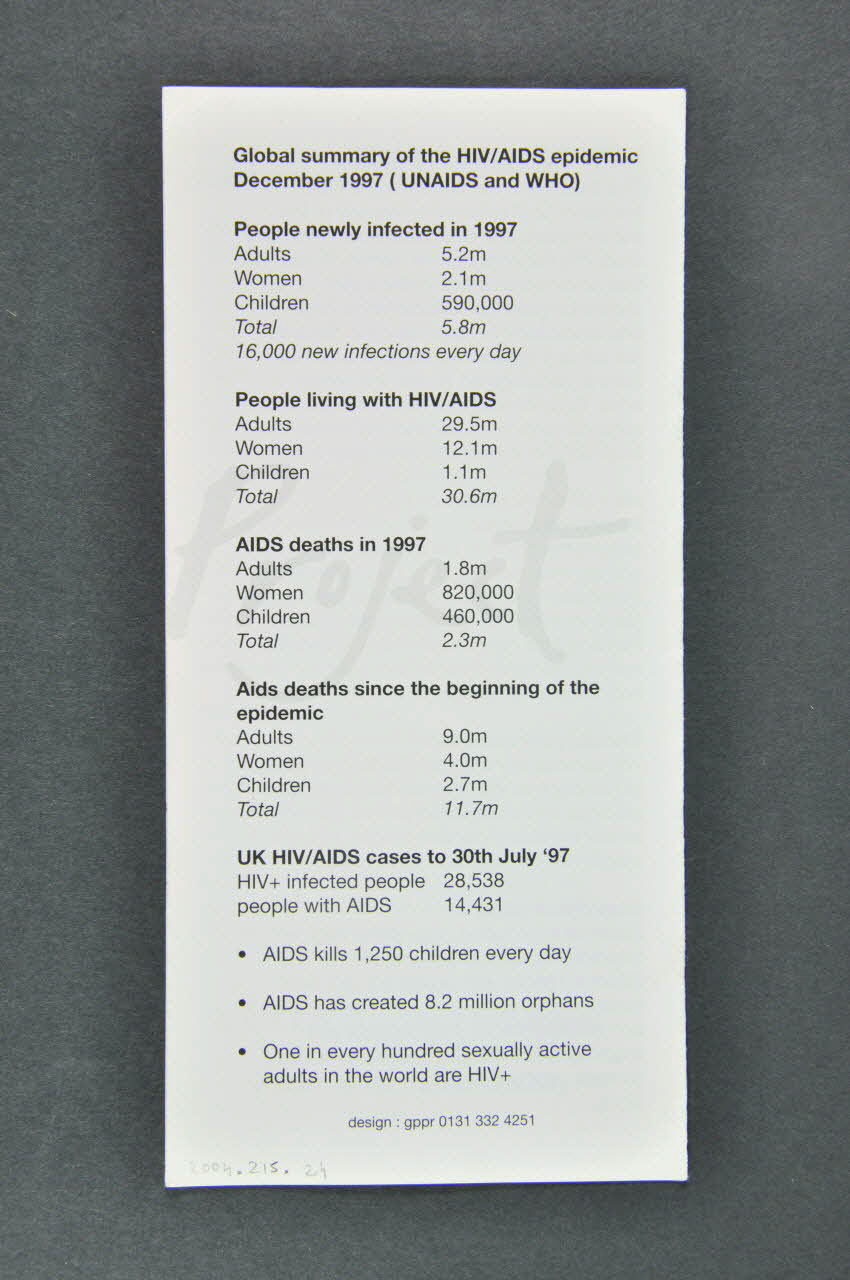 Global summary of the HIV/AIDS epidemic
December 1997 ( UNAIDS and WHO)
People newly infected in 1997
Adults 5.2m
Women 2.1m
Children 590,000
Total 5.8m
16,000 new infections every day
People living with HIV/AIDS
Adults 29.5m
Women 12.1m
Children 1.1m
Total 30.6m
Project
AIDS deaths in 1997
Adults 1.8m
Women 820,000
Children 460,000
Total 2.3m
Aids deaths since the beginning of the
epidemic
Adults 9.0m
Women 4.0m
Children 2.7m
Total 11.7m
UK HIV/AIDS cases to 30th July ‘97
HIV+ infected people 28,538
people with AIDS 14,431
• AIDS kills 1,250 children every day
• AIDS has created 8.2 million orphans
• One in every hundred sexually active
adults in the world are HIV+
design : gppr 0131 332 4251
2004.215. 24